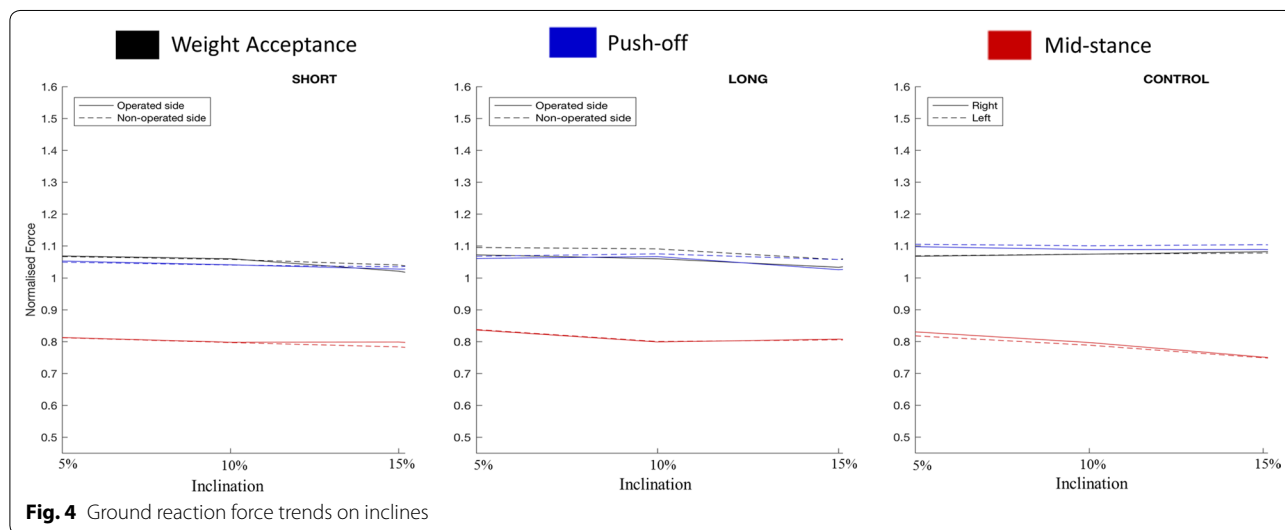 Weight Acceptance
Push-off
Mid-stance
SHORT
1.6
1.5
1.4
1.3
1.2
1.1
1
0.9
0.8
0.7
0.6
0.5
Normalised Force
Operated side
Non-operated side
5%
10%
15%
Inclination
LONG
1.6
1.5
1.4
1.3
1.2
1.1
1
0.9
0.8
0.7
0.6
0.5
Operated side
Non-operated side
5%
10%
15%
Inclination
CONTROL
1.6
1.5
1.4
1.3
1.2
1.1
1
0.9
0.8
0.7
0.6
0.5
Right
Left
5%
10%
15%
Inclination
Fig. 4 Ground reaction force trends on inclines